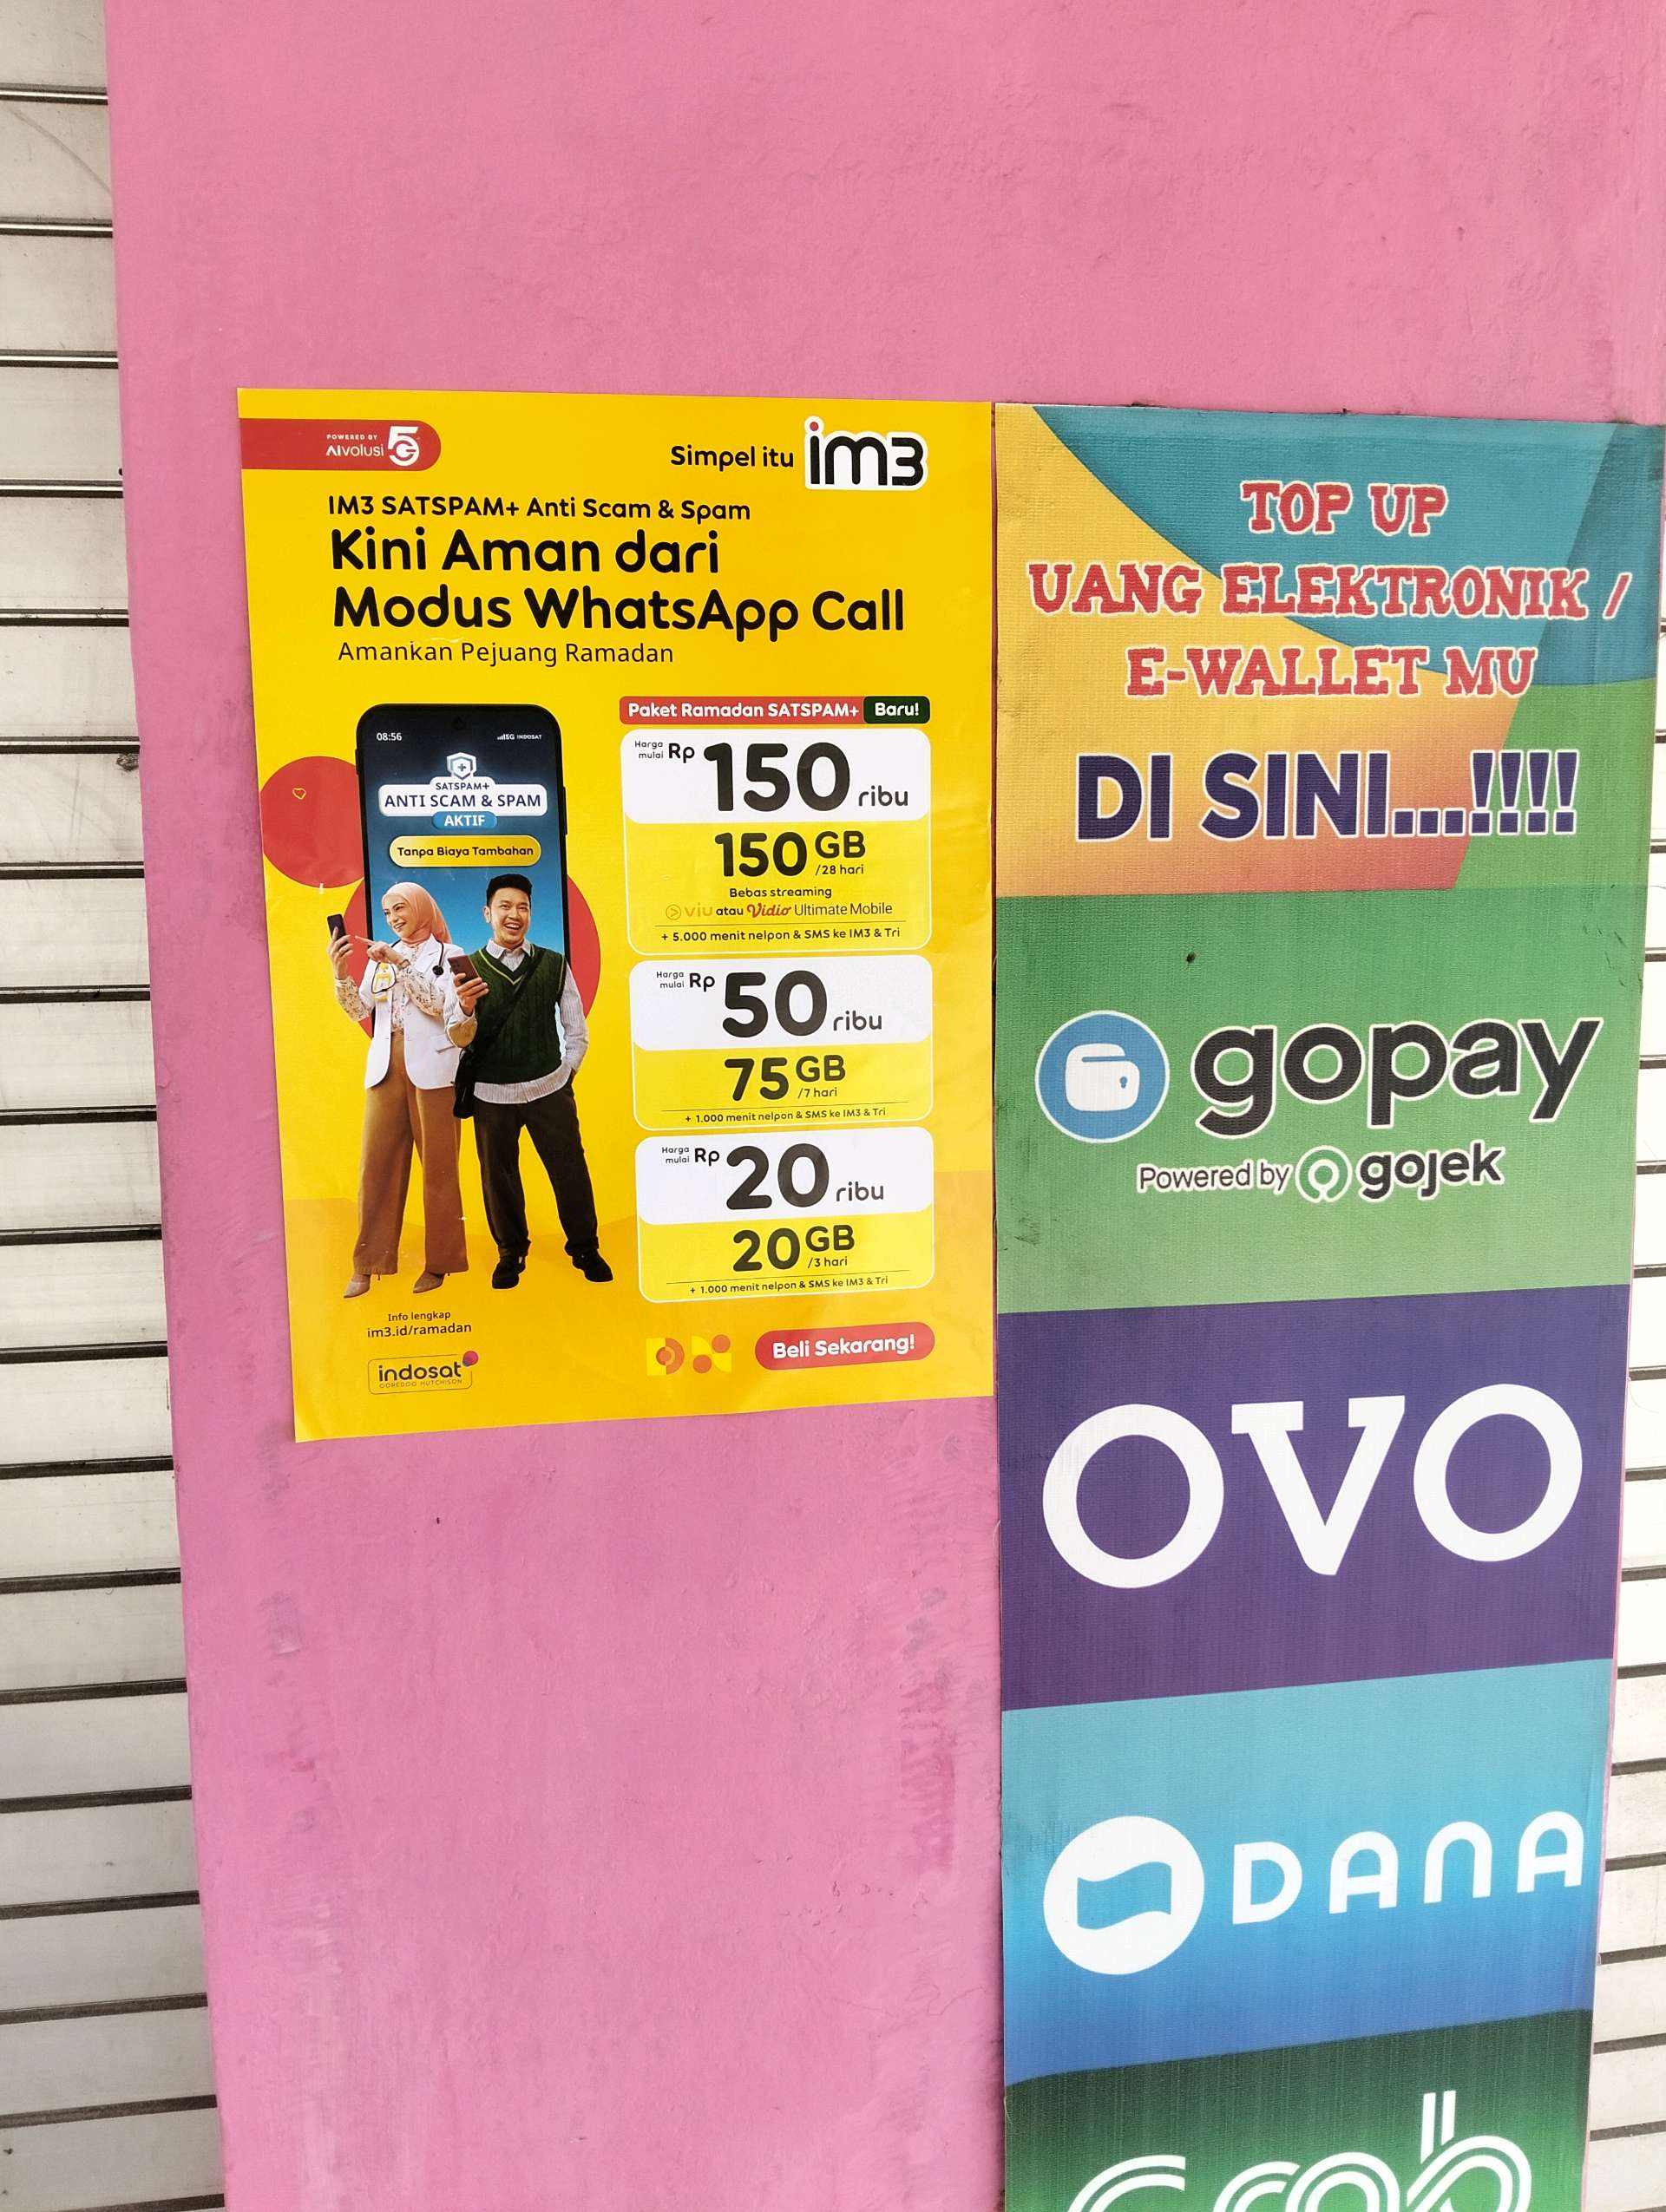 POWERED BY
AIvolusi 5G
Simpel itu im3
IM3 SATSPAM+ Anti Scam & Spam
Kini Aman dari
Modus WhatsApp Call
Amankan Pejuang Ramadan
08:56
5G INDOSAT
SATSPAM+
ANTI SCAM & SPAM
AKTIF
Tanpa Biaya Tambahan
Paket Ramadan SATSPAM+ Baru!
Harga mulai Rp 150 ribu
150 GB /28 hari
Bebas streaming
viu atau Vidio Ultimate Mobile
+ 5.000 menit nelpon & SMS ke IM3 & Tri
Harga mulai Rp 50 ribu
75 GB /7 hari
+ 1.000 menit nelpon & SMS ke IM3 & Tri
Harga mulai Rp 20 ribu
20 GB /3 hari
+ 1.000 menit nelpon & SMS ke IM3 & Tri
Info lengkap
im3.id/ramadan
indosat
OOREDOO HUTCHISON
Beli Sekarang!
TOP UP
UANG ELEKTRONIK /
E-WALLET MU
DI SINI...!!!!
gopay
Powered by gojek
OVO
DANA
Grab